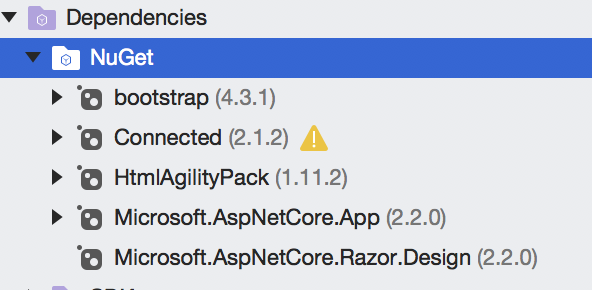 Dependencies
NuGet
bootstrap (4.3.1)
Connected (2.1.2)
HtmlAgilityPack (1.11.2)
Microsoft.AspNetCore.App (2.2.0)
Microsoft.AspNetCore.Razor.Design (2.2.0)